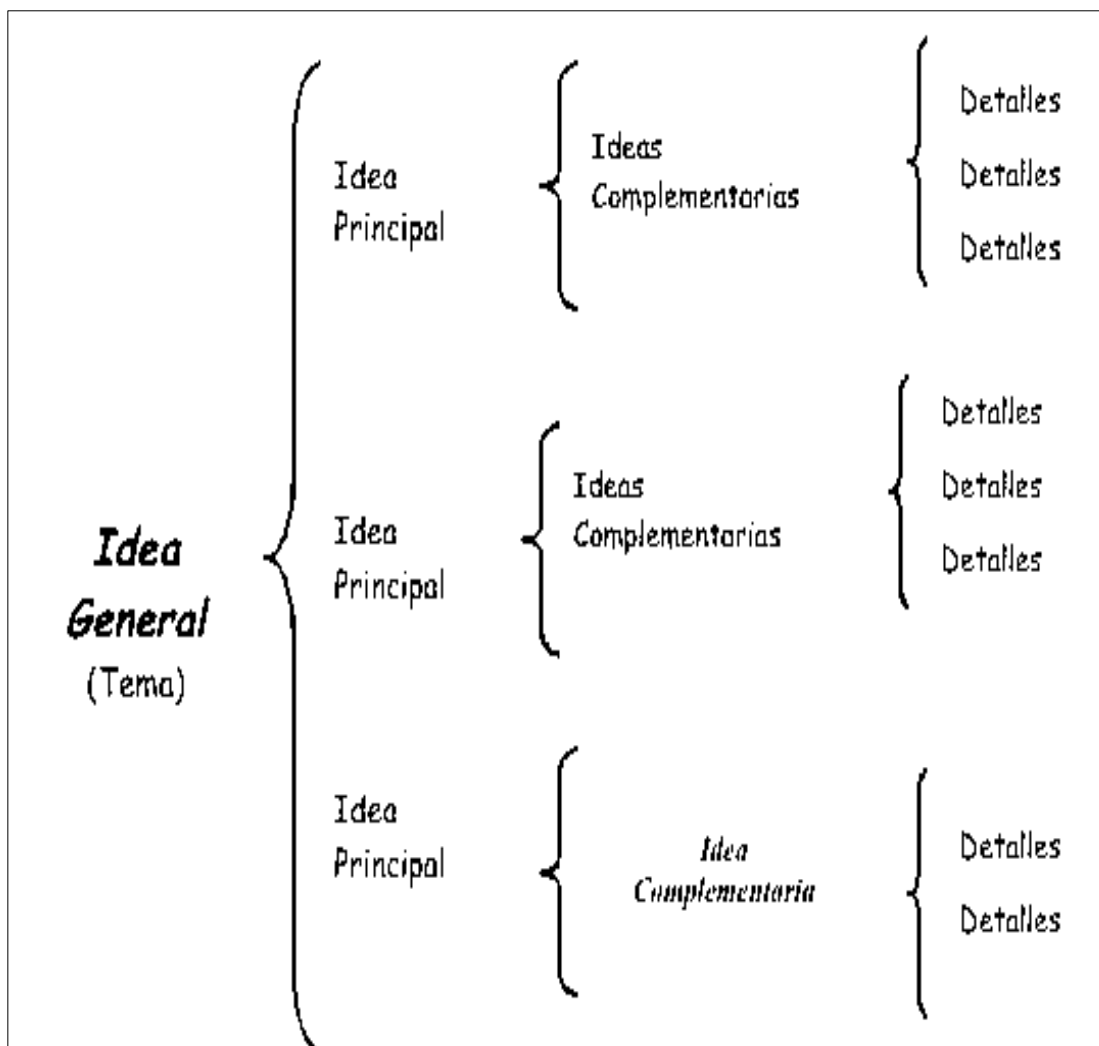 Idea
General
(Tema)
Idea
Principal
Ideas
Complementarias
Detalles
Detalles
Detalles
Idea
Principal
Ideas
Complementarias
Detalles
Detalles
Detalles
Idea
Principal
Idea
Complementaria
Detalles
Detalles